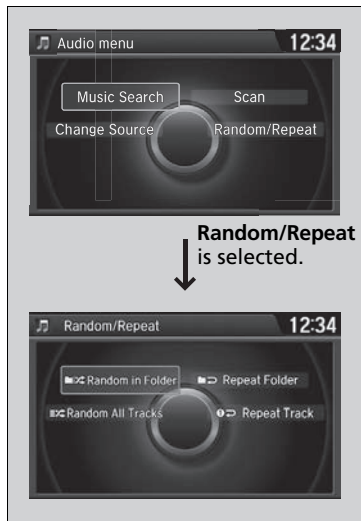 Audio menu 12:34
Music Search Scan
Change Source Random/Repeat
Random/Repeat
is selected.
Random/Repeat 12:34
Random in Folder Repeat Folder
Random All Tracks Repeat Track